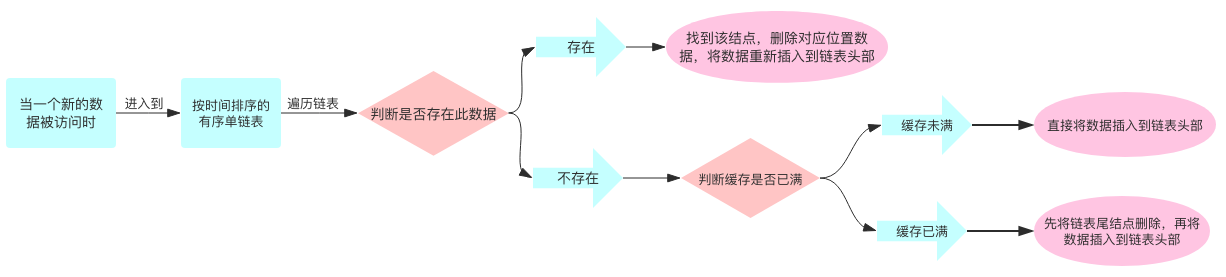 当一个新的数
据被访问时
进入到
按时间排序的
有序单链表
遍历链表
判断是否存在此数据
存在
找到该结点，删除对应位置数
据，将数据重新插入到链表头部
不存在
判断缓存是否已满
缓存未满
直接将数据插入到链表头部
缓存已满
先将链表尾结点删除，再将
数据插入到链表头部